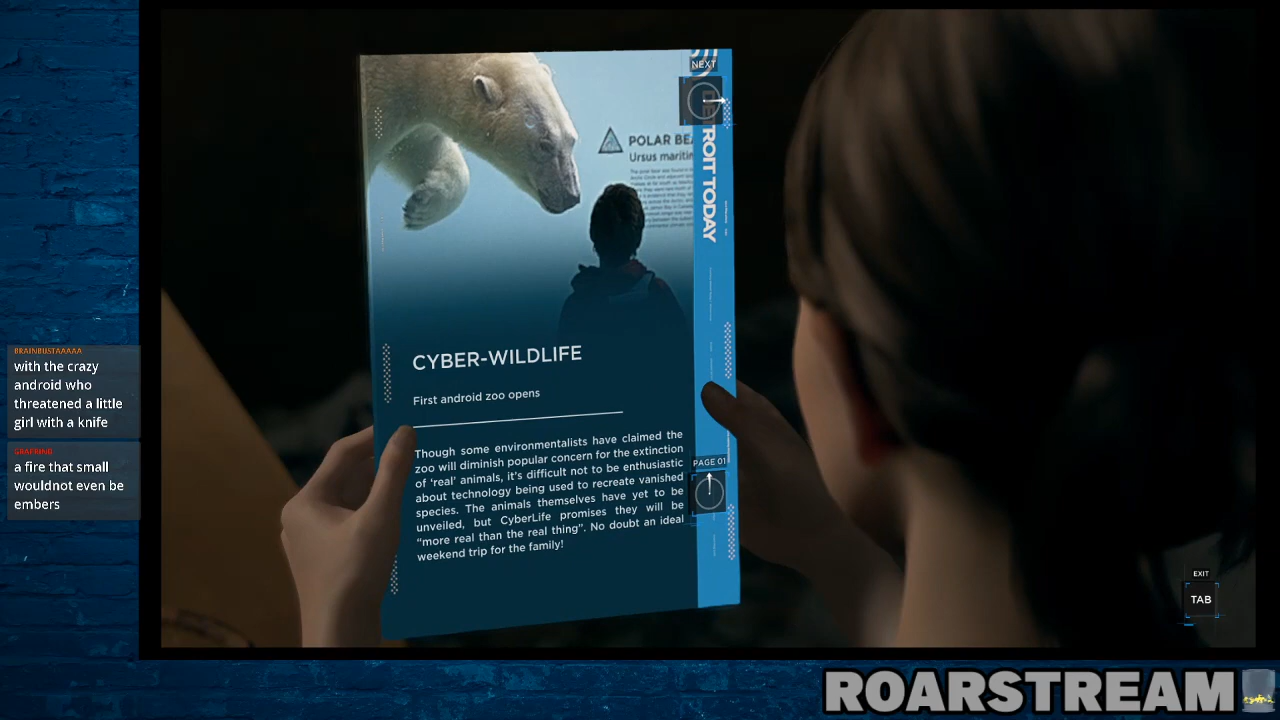 BRAINBUSTAAAAA
with the crazy
android who
threatened a little
girl with a knife
a fire that small
wouldnot even be
embers
NEXT
POLAR BEA
Ursus maritim
DETROIT TODAY
CYBER-WILDLIFE
First android zoo opens
Though some environmentalists have claimed the
zoo will diminish popular concern for the extinction
of ‘real’ animals, it’s difficult not to be enthusiastic
about technology being used to recreate vanished
species. The animals themselves have yet to be
unveiled, but CyberLife promises they will be
“more real than the real thing”. No doubt an ideal
weekend trip for the family!
PAGE 01
EXIT
TAB
ROARSTREAM